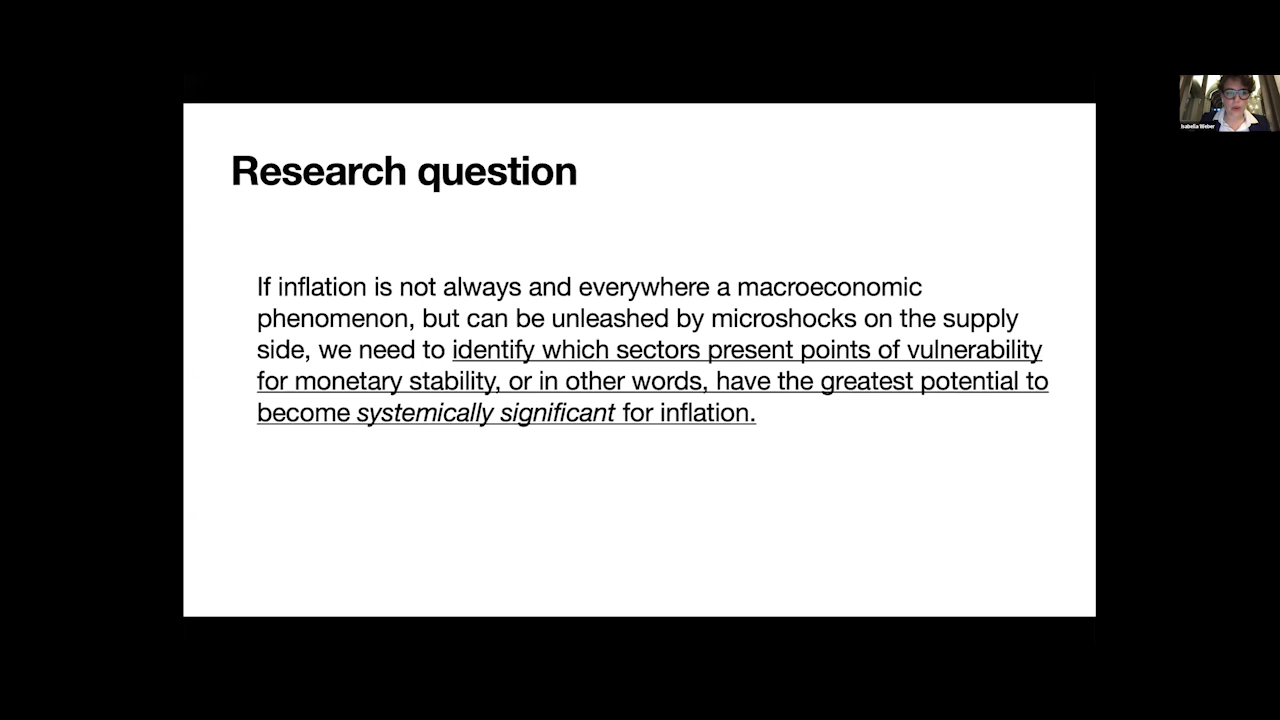 Research question
If inflation is not always and everywhere a macroeconomic
phenomenon, but can be unleashed by microshocks on the supply
side, we need to identify which sectors present points of vulnerability
for monetary stability, or in other words, have the greatest potential to
become systemically significant for inflation.
Isabella Weber